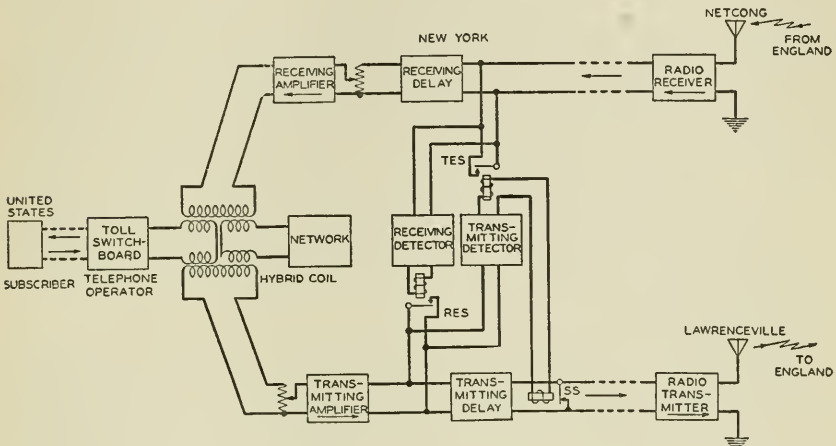 NETCONG
FROM
ENGLAND
NEW YORK
RECEIVING
AMPLIFIER
RECEIVING
DELAY
RADIO
RECEIVER
TES
UNITED
STATES
SUBSCRIBER
TOLL
SWITCH-
BOARD
TELEPHONE
OPERATOR
NETWORK
HYBRID COIL
RECEIVING
DETECTOR
TRANS-
MITTING
DETECTOR
RES
LAWRENCEVILLE
TO
ENGLAND
TRANS-
MITTING
AMPLIFIER
TRANS-
MITTING
DELAY
SS
RADIO
TRANS-
MITTER